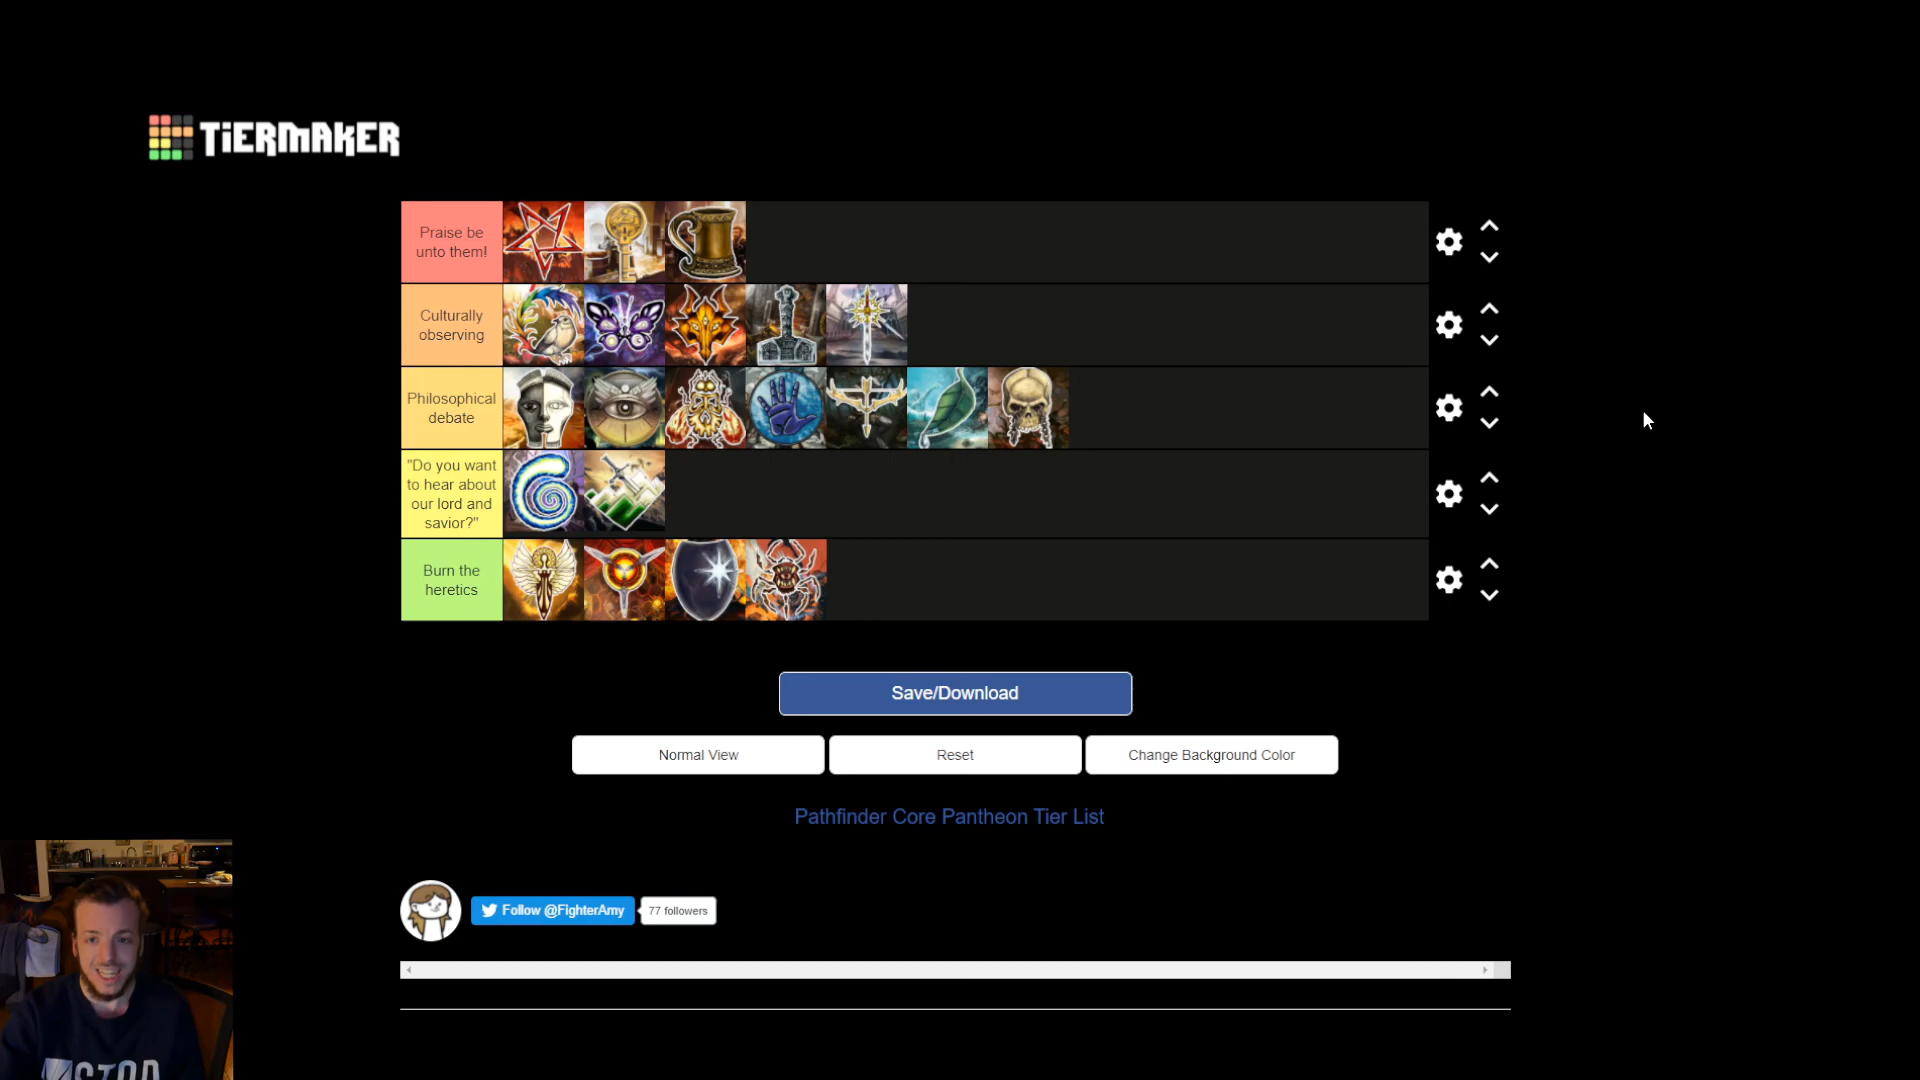 TiERMAKER
Praise be
unto them!
Culturally
observing
Philosophical
debate
"Do you want
to hear about
our lord and
savior?"
Burn the
heretics
Save/Download
Normal View
Reset
Change Background Color
Pathfinder Core Pantheon Tier List
Follow @FighterAmy
77 followers